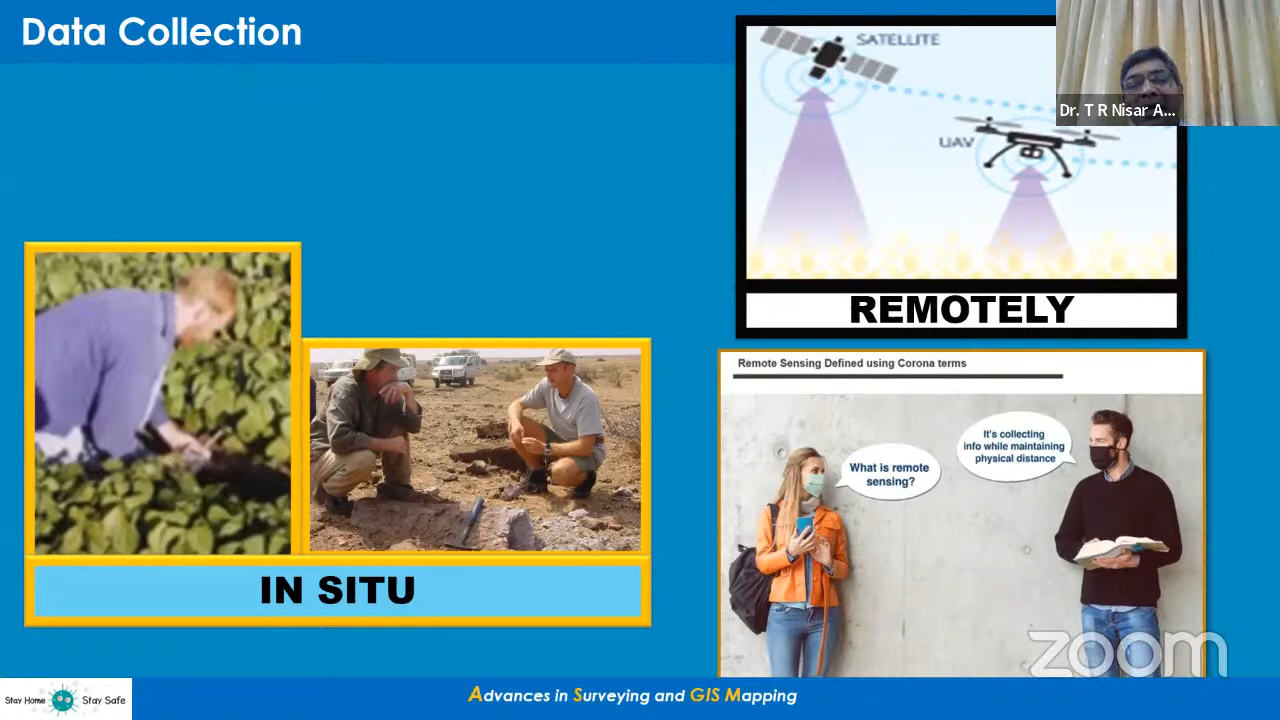 Data Collection
SATELLITE
UAV
Dr. T R Nisar A...
REMOTELY
IN SITU
Remote Sensing Defined using Corona terms
What is remote
sensing?
It's collecting
info while maintaining
physical distance
zoom
Stay Home
Stay Safe
Advances in Surveying and GIS Mapping